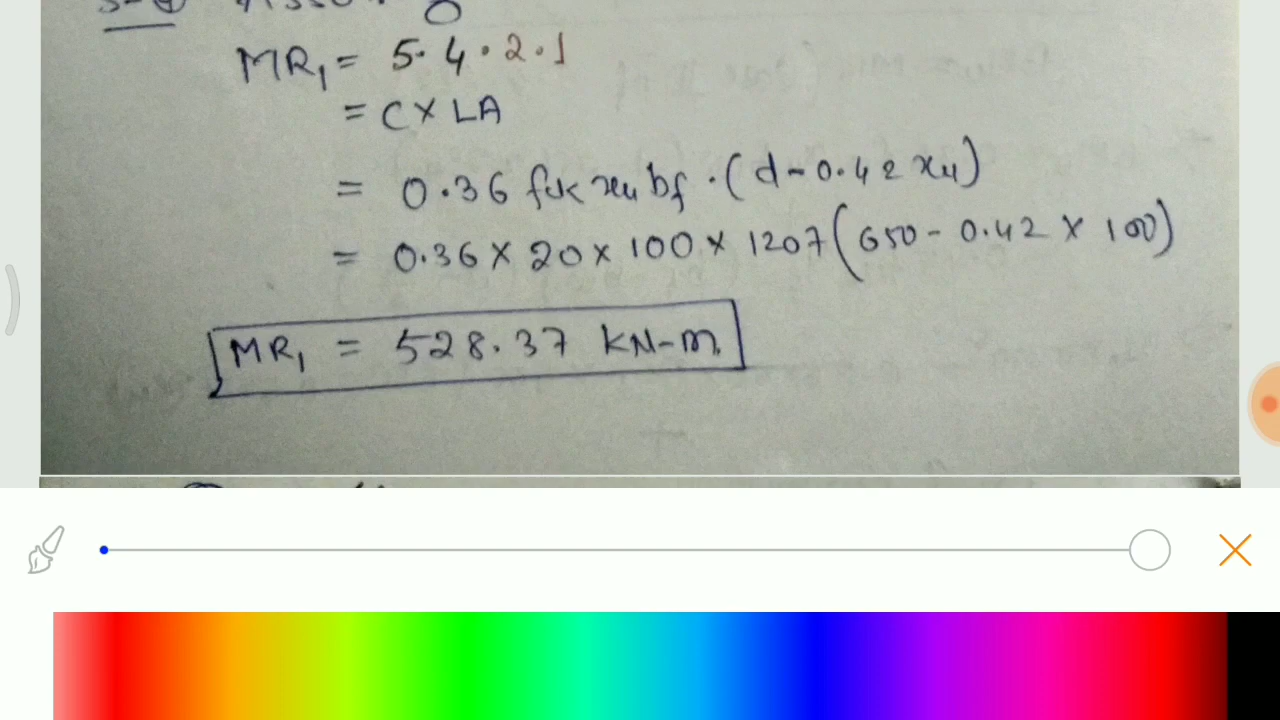 MR₁ = 5.4.2.1
= C × LA
= 0.36 fck xu bf . (d - 0.42 xu)
= 0.36 × 20 × 100 × 1207 (650 - 0.42 × 100)
MR₁ = 528.37 KN-m.